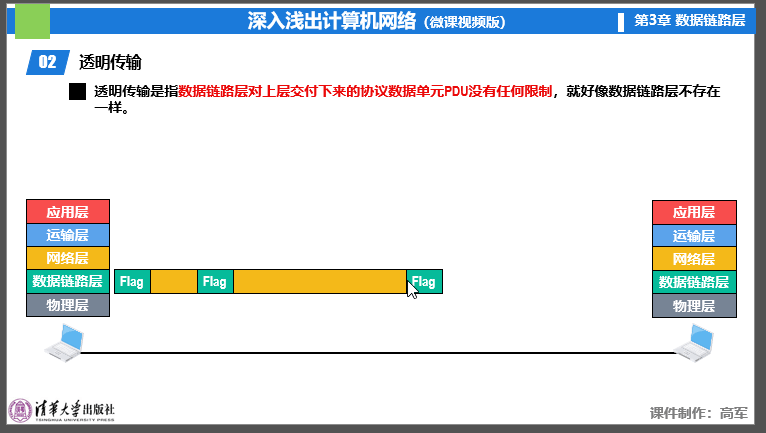 深入浅出计算机网络（微课视频版）
第3章 数据链路层
02 透明传输
透明传输是指数据链路层对上层交付下来的协议数据单元PDU没有任何限制，就好像数据链路层不存在
一样。
应用层
运输层
网络层
数据链路层
物理层
Flag Flag Flag
应用层
运输层
网络层
数据链路层
物理层
清华大学出版社
TSINGHUA UNIVERSITY PRESS
课件制作：高军